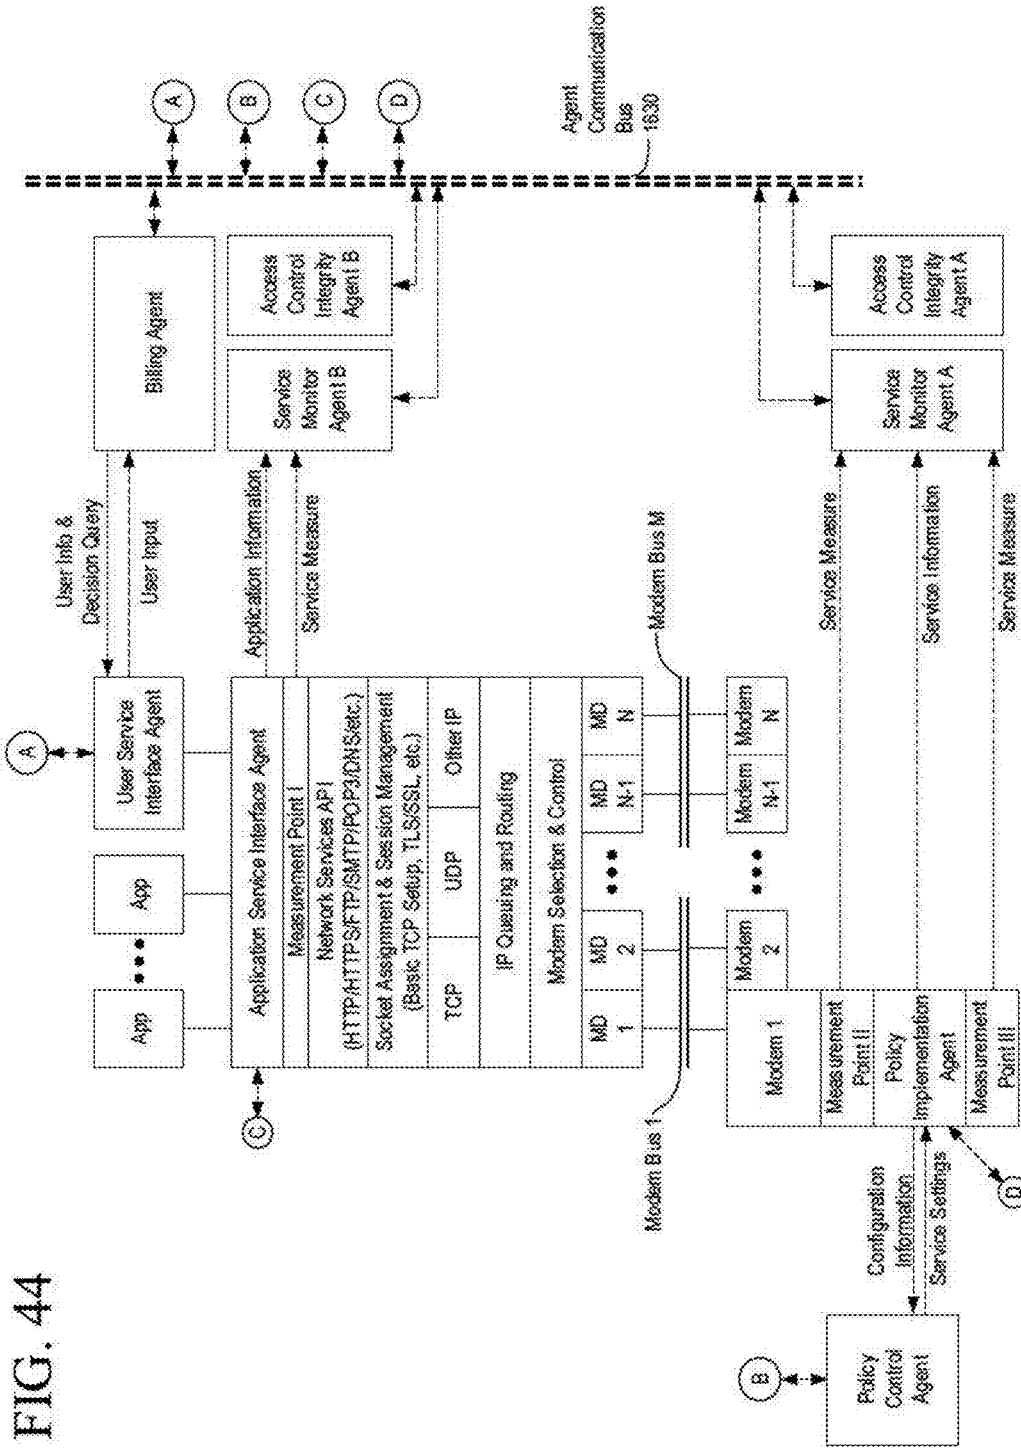 FIG. 44
A
App
App
User Service
Interface Agent
User Info &
Decision Query
User Input
Billing Agent
A
B
C
D
C
Application Service Interface Agent
Measurement Point I
Network Services API
(HTTP/HTTPS/FTP/SMTP/POP3/DNS/etc.)
Socket Assignment & Session Management
(Basic TCP Setup, TLS/SSL, etc.)
TCP
UDP
Other IP
IP Queuing and Routing
Modem Selection & Control
MD
1
MD
2
MD
N-1
MD
N
Application Information
Service Measure
Service
Monitor
Agent B
Access
Control
Integrity
Agent B
Agent
Communication
Bus
1630
Modem Bus 1
Modem Bus M
Modem 1
Modem
2
Modem
N-1
Modem
N
Measurement
Point II
Policy
Implementation
Agent
Measurement
Point III
Service Measure
Service Information
Service Measure
Service
Monitor
Agent A
Access
Control
Integrity
Agent A
B
Policy
Control
Agent
Configuration
Information
Service Settings
D